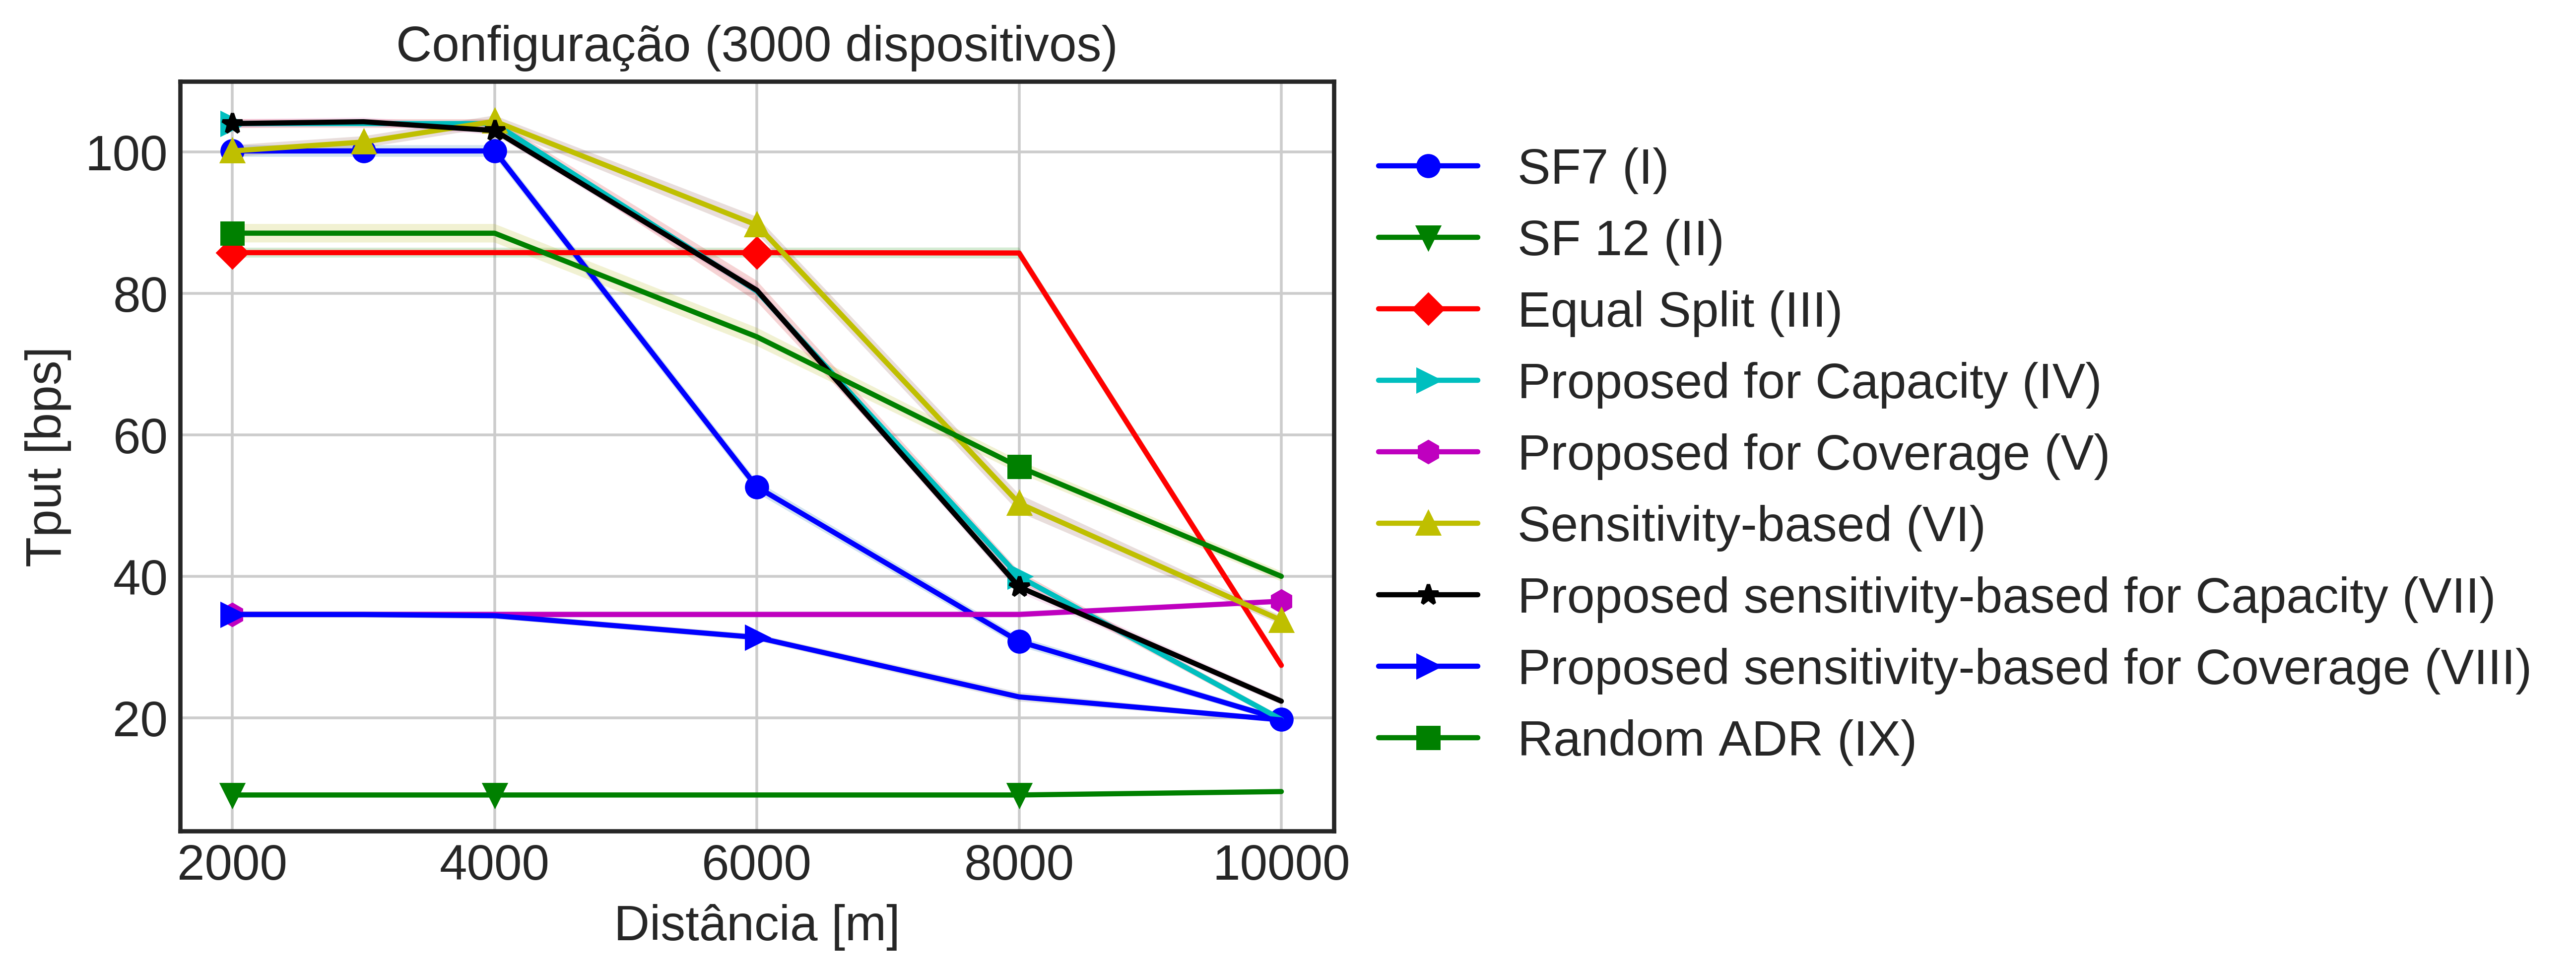 Configuração (3000 dispositivos)
Tput [bps]
100
80
60
40
20
2000 4000 6000 8000 10000
Distância [m]
SF7 (I)
SF 12 (II)
Equal Split (III)
Proposed for Capacity (IV)
Proposed for Coverage (V)
Sensitivity-based (VI)
Proposed sensitivity-based for Capacity (VII)
Proposed sensitivity-based for Coverage (VIII)
Random ADR (IX)